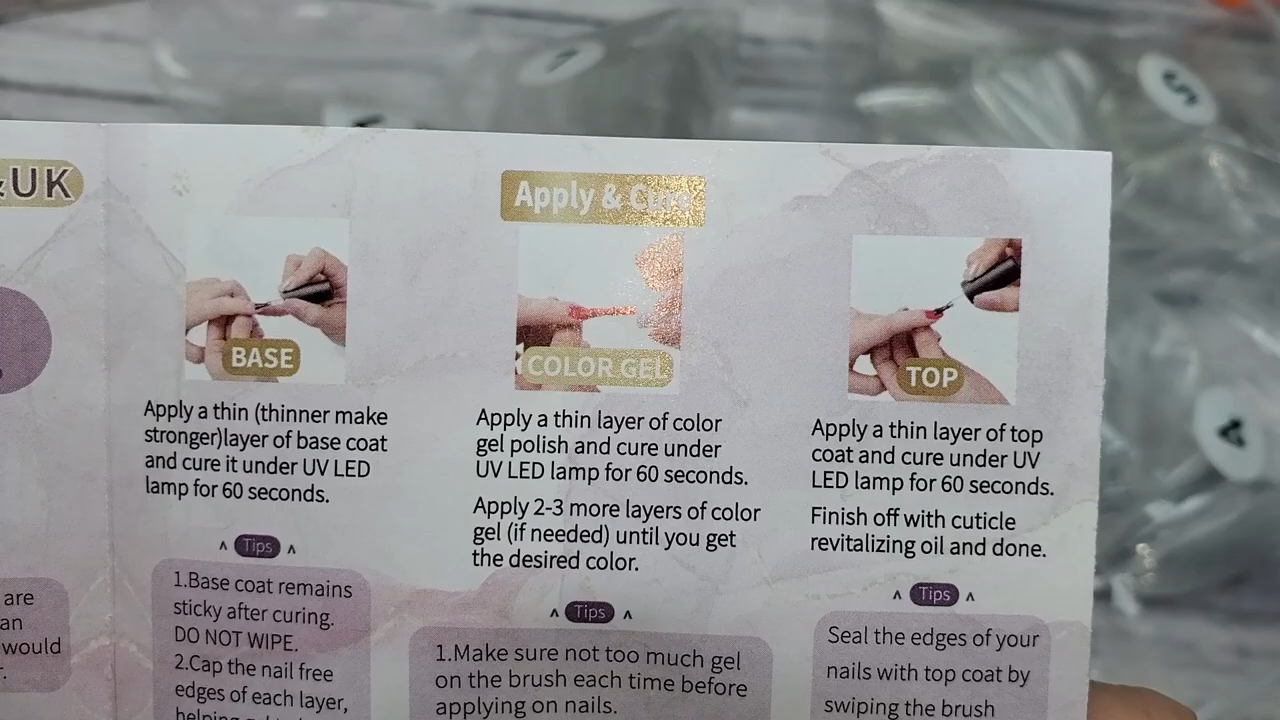 &UK
Apply & Cure
BASE
Apply a thin (thinner make
stronger)layer of base coat
and cure it under UV LED
lamp for 60 seconds.
Tips
1.Base coat remains
sticky after curing.
DO NOT WIPE.
2.Cap the nail free
edges of each layer,
COLOR GEL
Apply a thin layer of color
gel polish and cure under
UV LED lamp for 60 seconds.
Apply 2-3 more layers of color
gel (if needed) until you get
the desired color.
Tips
1.Make sure not too much gel
on the brush each time before
applying on nails.
TOP
Apply a thin layer of top
coat and cure under UV
LED lamp for 60 seconds.
Finish off with cuticle
revitalizing oil and done.
Tips
Seal the edges of your
nails with top coat by
swiping the brush
are
an
would
5
4